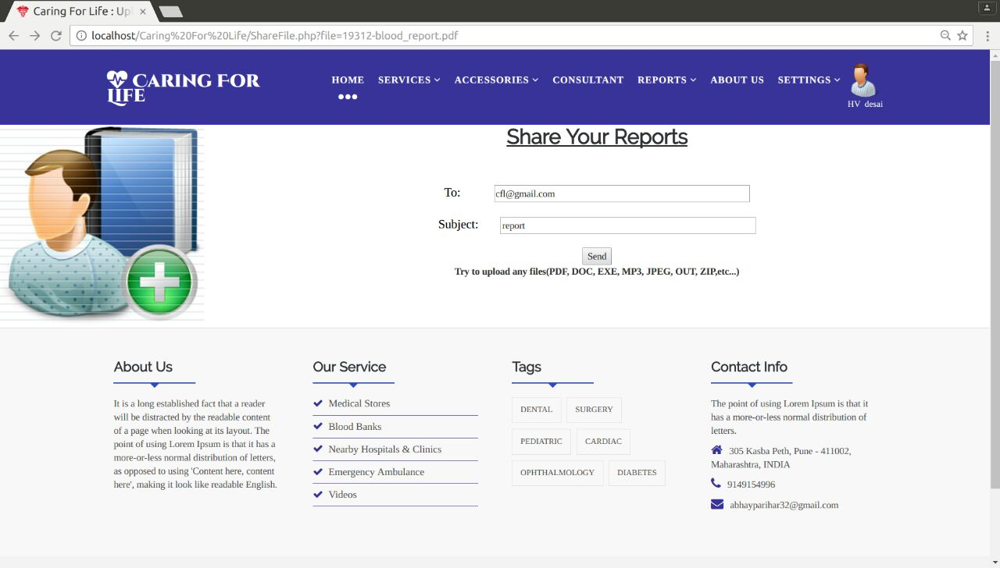 Caring For Life : Upl
localhost/Caring%20For%20Life/ShareFile.php?file=19312-blood_report.pdf
CARING FOR
LIFE
HOME SERVICES ACCESSORIES CONSULTANT REPORTS ABOUT US SETTINGS
HV desai
Share Your Reports
To: cfl@gmail.com
Subject: report
Send
Try to upload any files(PDF, DOC, EXE, MP3, JPEG, OUT, ZIP,etc...)
About Us
It is a long established fact that a reader
will be distracted by the readable content
of a page when looking at its layout. The
point of using Lorem Ipsum is that it has a
more-or-less normal distribution of letters,
as opposed to using 'Content here, content
here', making it look like readable English.
Our Service
Medical Stores
Blood Banks
Nearby Hospitals & Clinics
Emergency Ambulance
Videos
Tags
DENTAL SURGERY
PEDIATRIC CARDIAC
OPHTHALMOLOGY DIABETES
Contact Info
The point of using Lorem Ipsum is that it
has a more-or-less normal distribution of
letters.
305 Kasba Peth, Pune - 411002,
Maharashtra, INDIA
9149154996
abhayparihar32@gmail.com